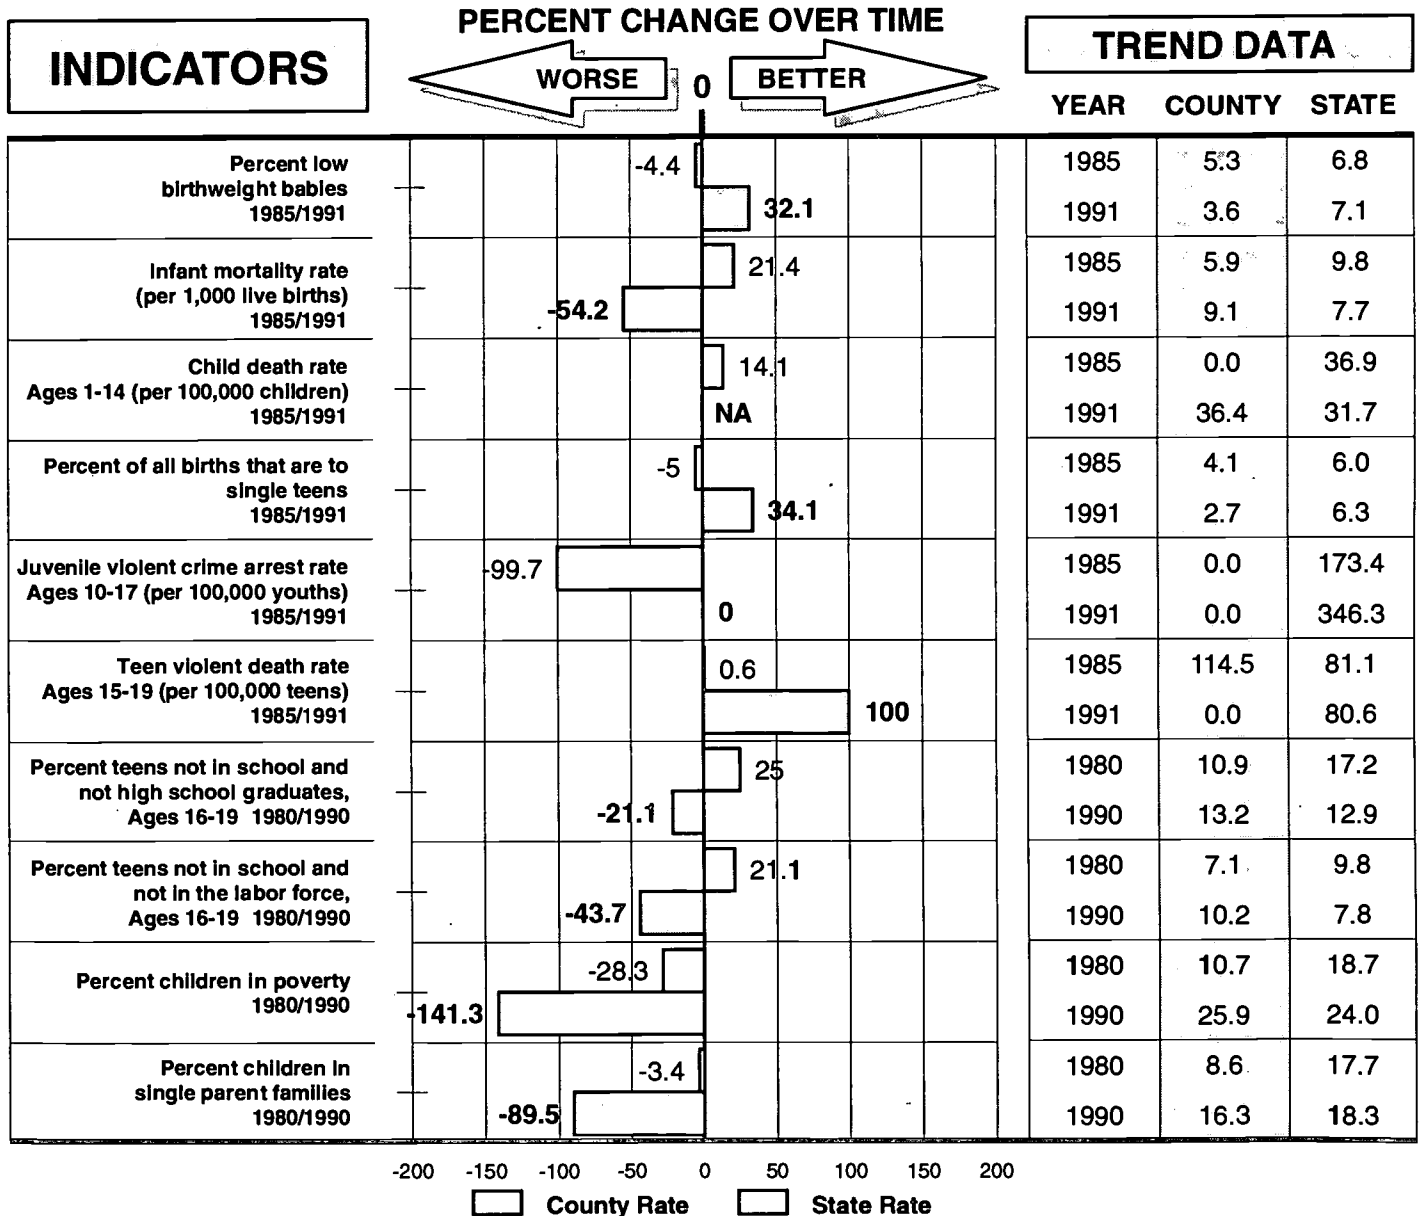 PERCENT CHANGE OVER TIME
INDICATORS
WORSE
0
BETTER
TREND DATA
YEAR COUNTY STATE
Percent low
birthweight babies
1985/1991
-4.4
32.1
1985 5.3 6.8
1991 3.6 7.1
Infant mortality rate
(per 1,000 live births)
1985/1991
21.4
-54.2
1985 5.9 9.8
1991 9.1 7.7
Child death rate
Ages 1-14 (per 100,000 children)
1985/1991
14.1
NA
1985 0.0 36.9
1991 36.4 31.7
Percent of all births that are to
single teens
1985/1991
-5
34.1
1985 4.1 6.0
1991 2.7 6.3
Juvenile violent crime arrest rate
Ages 10-17 (per 100,000 youths)
1985/1991
-99.7
0
1985 0.0 173.4
1991 0.0 346.3
Teen violent death rate
Ages 15-19 (per 100,000 teens)
1985/1991
0.6
100
1985 114.5 81.1
1991 0.0 80.6
Percent teens not in school and
not high school graduates,
Ages 16-19 1980/1990
25
-21.1
1980 10.9 17.2
1990 13.2 12.9
Percent teens not in school and
not in the labor force,
Ages 16-19 1980/1990
21.1
-43.7
1980 7.1 9.8
1990 10.2 7.8
Percent children in poverty
1980/1990
-28.3
-141.3
1980 10.7 18.7
1990 25.9 24.0
Percent children in
single parent families
1980/1990
-3.4
-89.5
1980 8.6 17.7
1990 16.3 18.3
-200 -150 -100 -50 0 50 100 150 200
County Rate State Rate